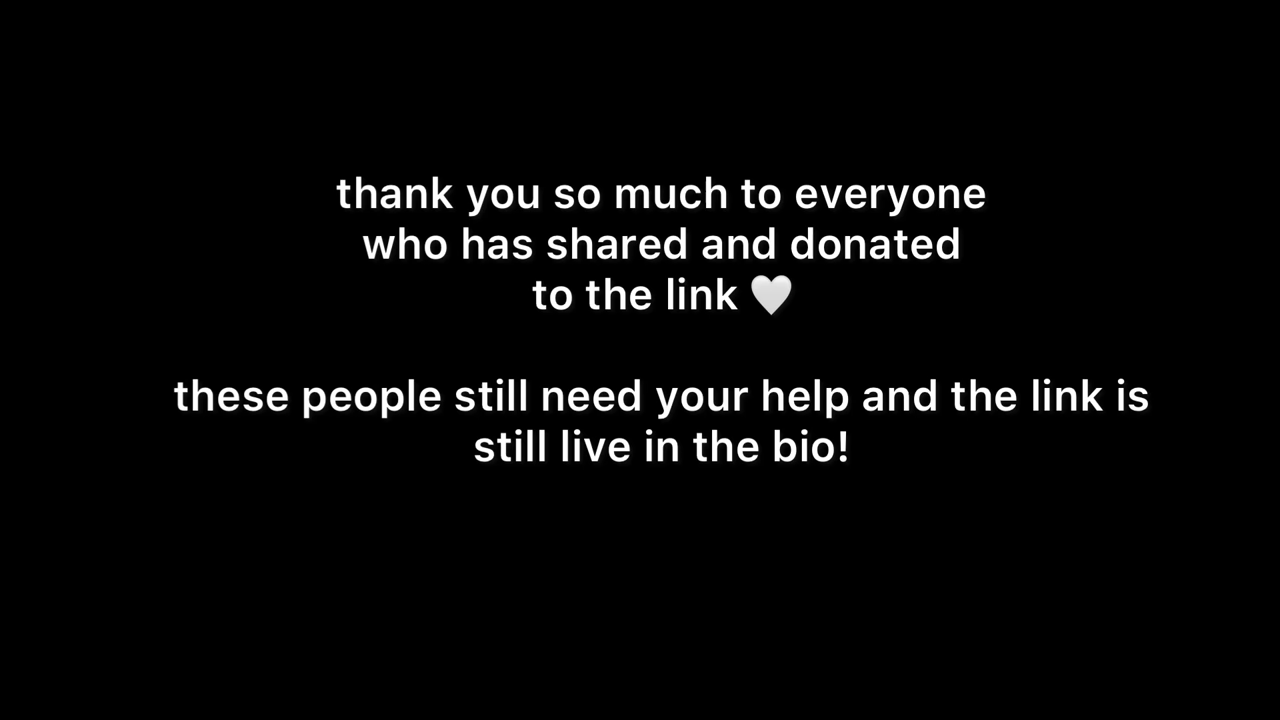 thank you so much to everyone
who has shared and donated
to the link 🤍
these people still need your help and the link is
still live in the bio!